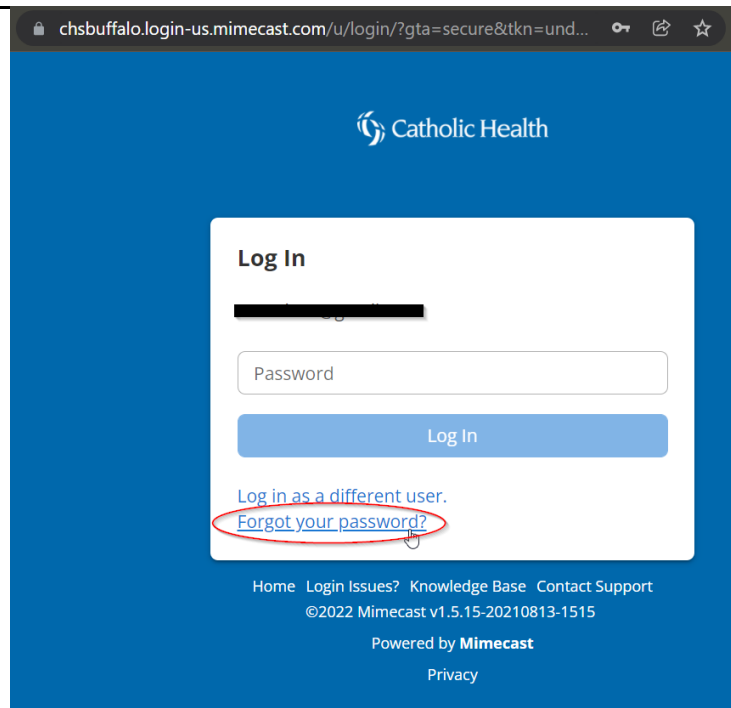 chsbuffalo.login-us.mimecast.com/u/login/?gta=secure&tkn=und...
Catholic Health
Log In
Password
Log In
Log in as a different user.
Forgot your password?
Home Login Issues? Knowledge Base Contact Support
©2022 Mimecast v1.5.15-20210813-1515
Powered by Mimecast
Privacy